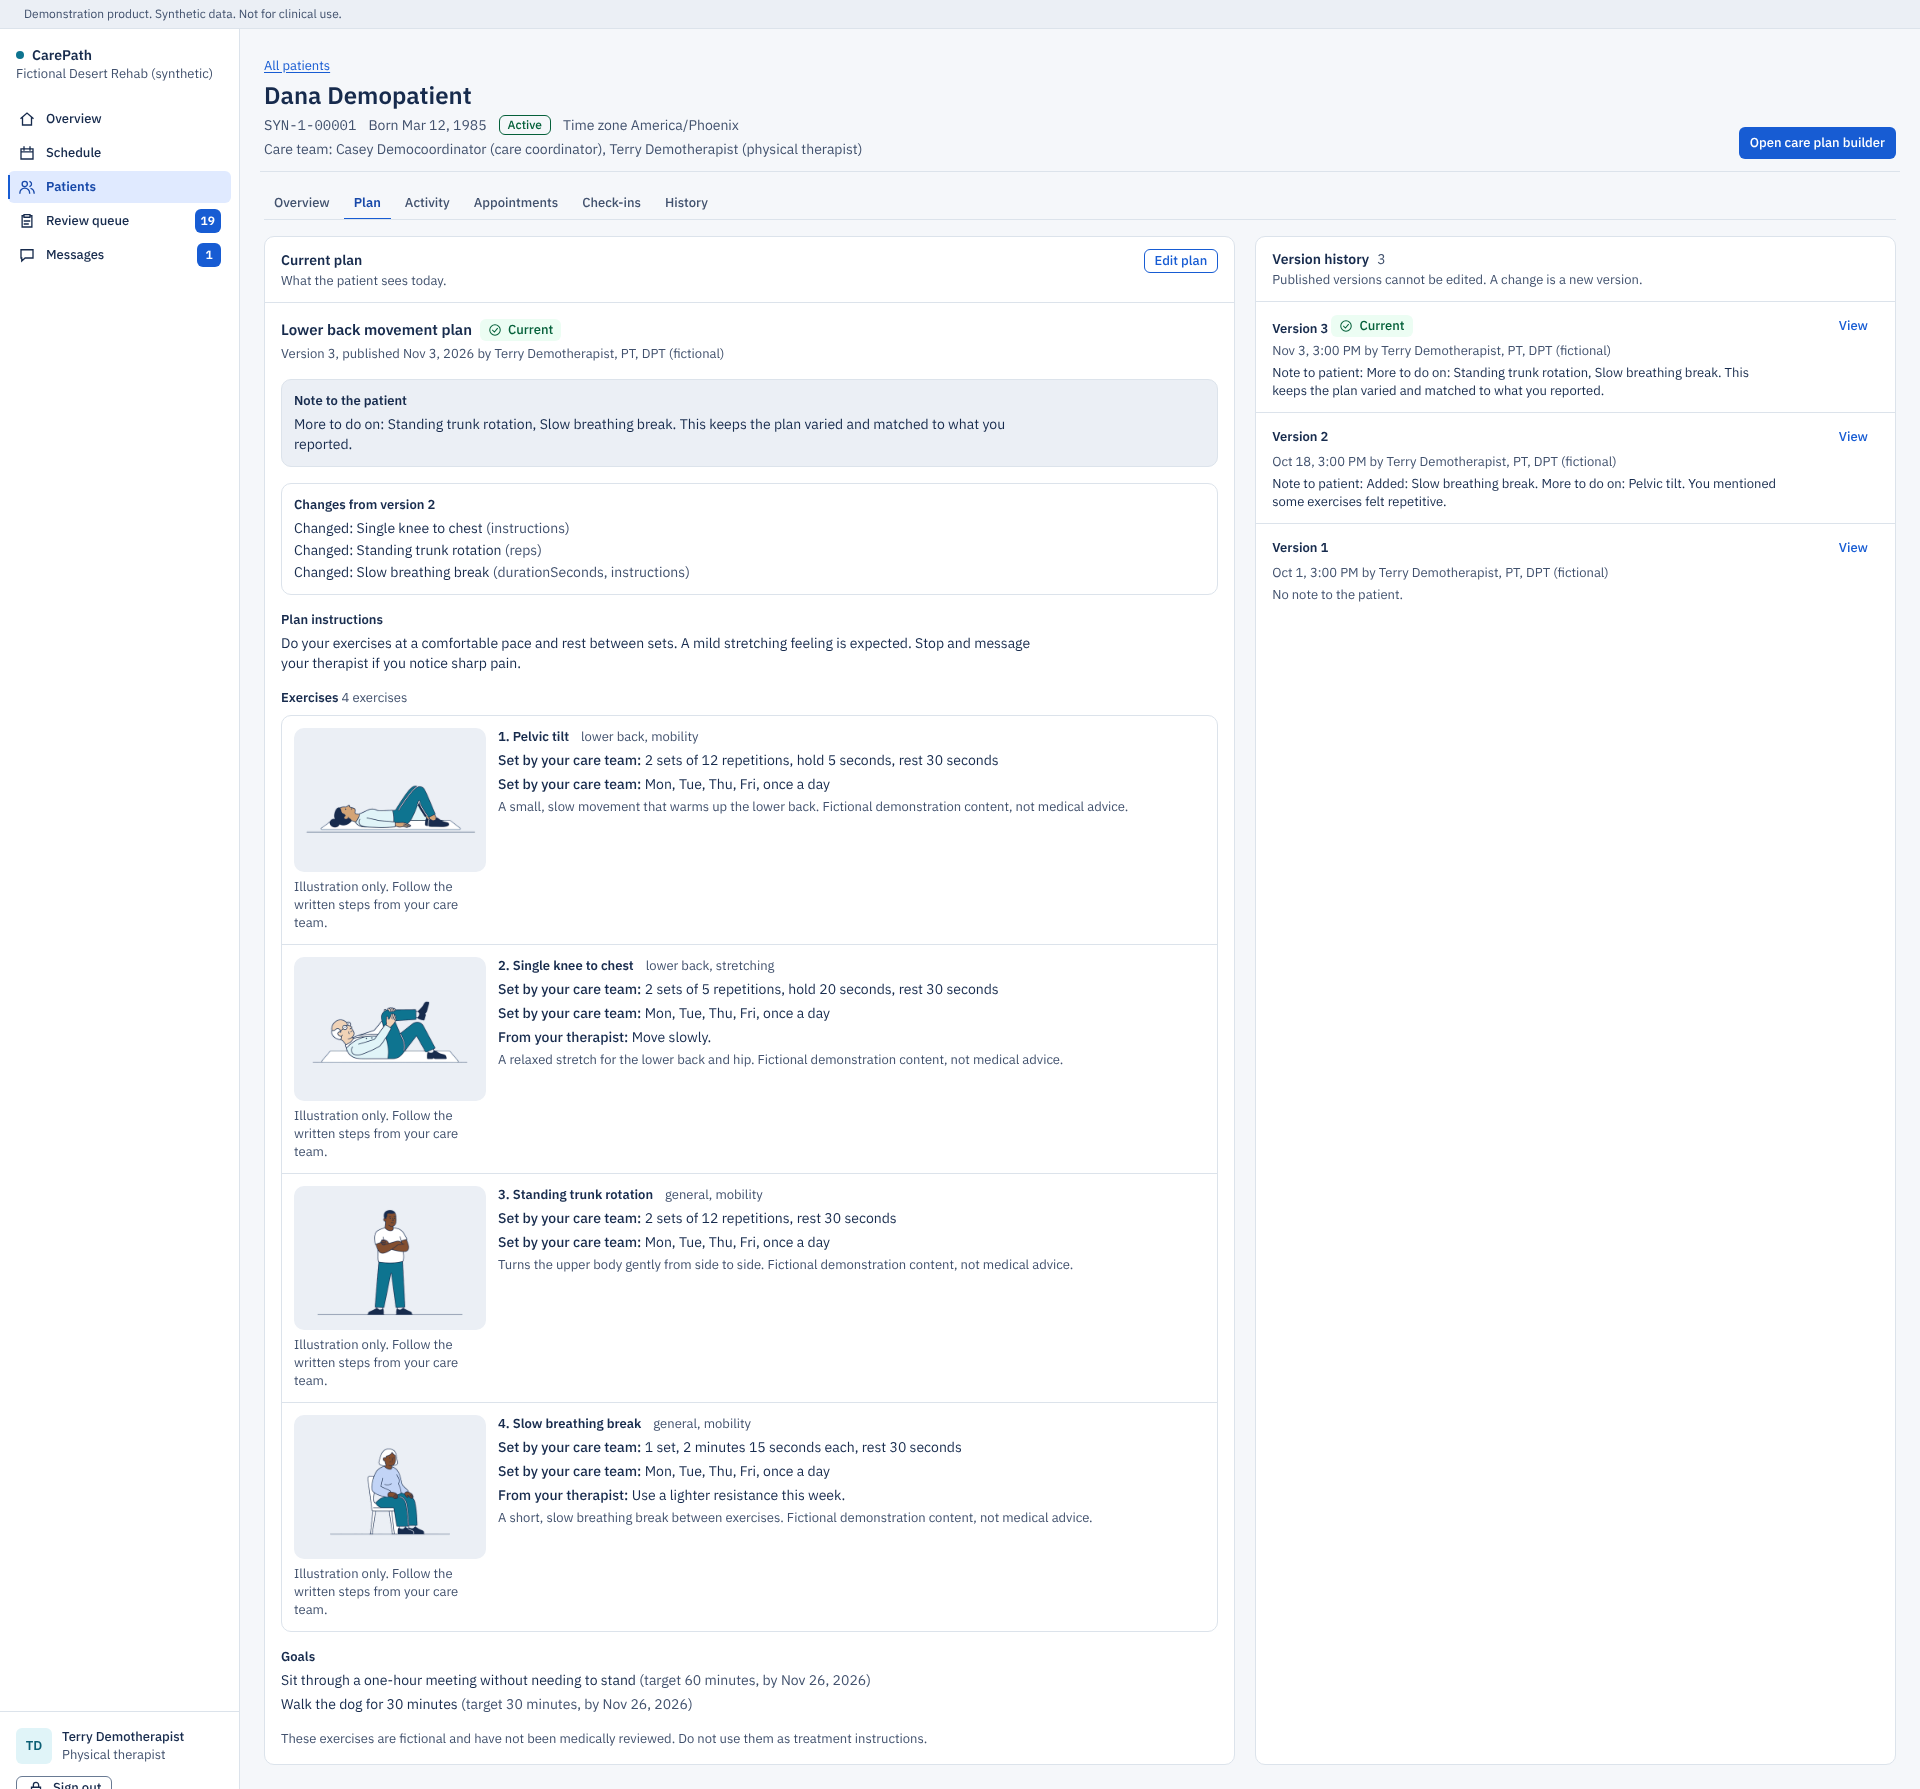 Demonstration product. Synthetic data. Not for clinical use.
CarePath
Fictional Desert Rehab (synthetic)
Overview
Schedule
Patients
Review queue 19
Messages 1
All patients
Dana Demopatient
SYN-1-00001 Born Mar 12, 1985 Active Time zone America/Phoenix
Care team: Casey Democoordinator (care coordinator), Terry Demotherapist (physical therapist)
Open care plan builder
Overview Plan Activity Appointments Check-ins History
Current plan
What the patient sees today.
Edit plan
Lower back movement plan Current
Version 3, published Nov 3, 2026 by Terry Demotherapist, PT, DPT (fictional)
Note to the patient
More to do on: Standing trunk rotation, Slow breathing break. This keeps the plan varied and matched to what you
reported.
Changes from version 2
Changed: Single knee to chest (instructions)
Changed: Standing trunk rotation (reps)
Changed: Slow breathing break (durationSeconds, instructions)
Plan instructions
Do your exercises at a comfortable pace and rest between sets. A mild stretching feeling is expected. Stop and message
your therapist if you notice sharp pain.
Exercises 4 exercises
1. Pelvic tilt lower back, mobility
Set by your care team: 2 sets of 12 repetitions, hold 5 seconds, rest 30 seconds
Set by your care team: Mon, Tue, Thu, Fri, once a day
A small, slow movement that warms up the lower back. Fictional demonstration content, not medical advice.
Illustration only. Follow the
written steps from your care
team.
2. Single knee to chest lower back, stretching
Set by your care team: 2 sets of 5 repetitions, hold 20 seconds, rest 30 seconds
Set by your care team: Mon, Tue, Thu, Fri, once a day
From your therapist: Move slowly.
A relaxed stretch for the lower back and hip. Fictional demonstration content, not medical advice.
Illustration only. Follow the
written steps from your care
team.
3. Standing trunk rotation general, mobility
Set by your care team: 2 sets of 12 repetitions, rest 30 seconds
Set by your care team: Mon, Tue, Thu, Fri, once a day
Turns the upper body gently from side to side. Fictional demonstration content, not medical advice.
Illustration only. Follow the
written steps from your care
team.
4. Slow breathing break general, mobility
Set by your care team: 1 set, 2 minutes 15 seconds each, rest 30 seconds
Set by your care team: Mon, Tue, Thu, Fri, once a day
From your therapist: Use a lighter resistance this week.
A short, slow breathing break between exercises. Fictional demonstration content, not medical advice.
Illustration only. Follow the
written steps from your care
team.
Goals
Sit through a one-hour meeting without needing to stand (target 60 minutes, by Nov 26, 2026)
Walk the dog for 30 minutes (target 30 minutes, by Nov 26, 2026)
These exercises are fictional and have not been medically reviewed. Do not use them as treatment instructions.
Version history 3
Published versions cannot be edited. A change is a new version.
Version 3 Current View
Nov 3, 3:00 PM by Terry Demotherapist, PT, DPT (fictional)
Note to patient: More to do on: Standing trunk rotation, Slow breathing break. This
keeps the plan varied and matched to what you reported.
Version 2 View
Oct 18, 3:00 PM by Terry Demotherapist, PT, DPT (fictional)
Note to patient: Added: Slow breathing break. More to do on: Pelvic tilt. You mentioned
some exercises felt repetitive.
Version 1 View
Oct 1, 3:00 PM by Terry Demotherapist, PT, DPT (fictional)
No note to the patient.
TD
Terry Demotherapist
Physical therapist
Sign out